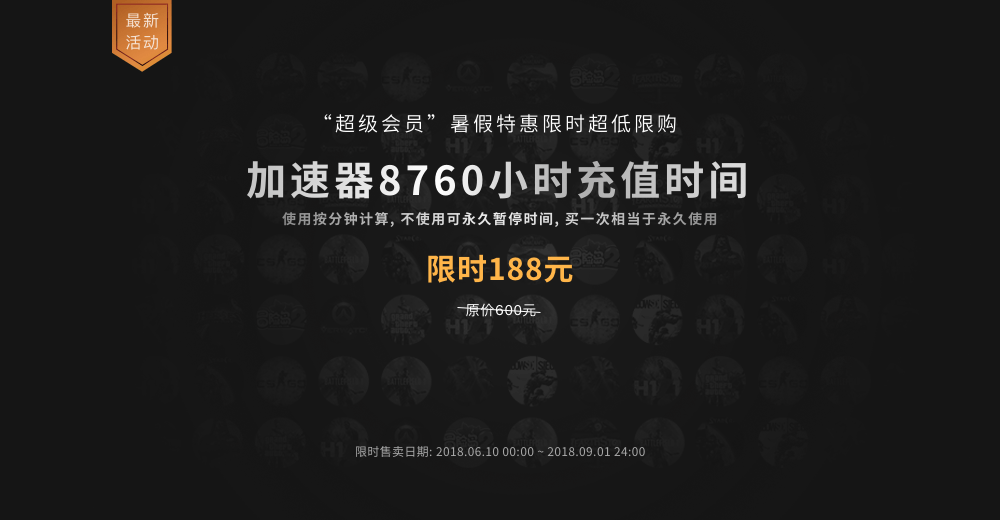 最新
活动
“超级会员”暑假特惠限时超低限购
加速器8760小时充值时间
使用按分钟计算, 不使用可永久暂停时间, 买一次相当于永久使用
限时188元
原价600元
限时售卖日期: 2018.06.10 00:00 ~ 2018.09.01 24:00